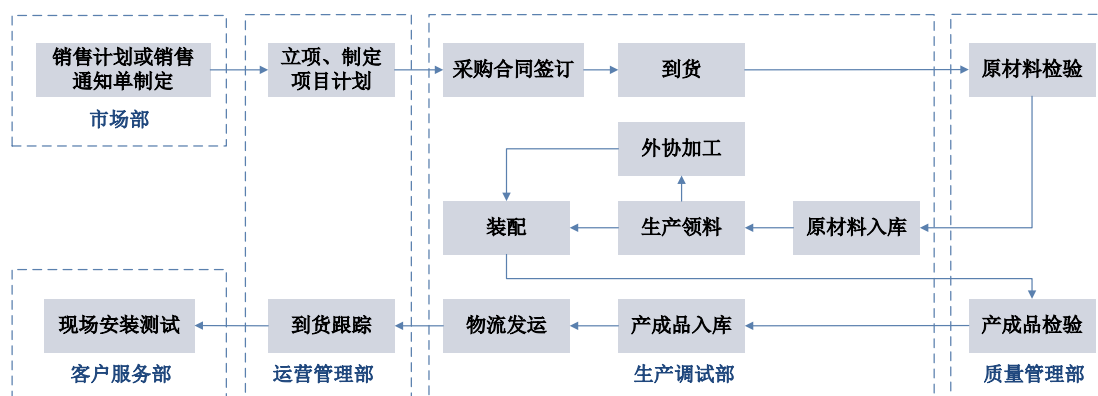 销售计划或销售
通知单制定
立项、制定
项目计划
采购合同签订
到货
原材料检验
市场部
外协加工
装配
生产领料
原材料入库
现场安装测试
到货跟踪
物流发运
产成品入库
产成品检验
客户服务部
运营管理部
生产调试部
质量管理部